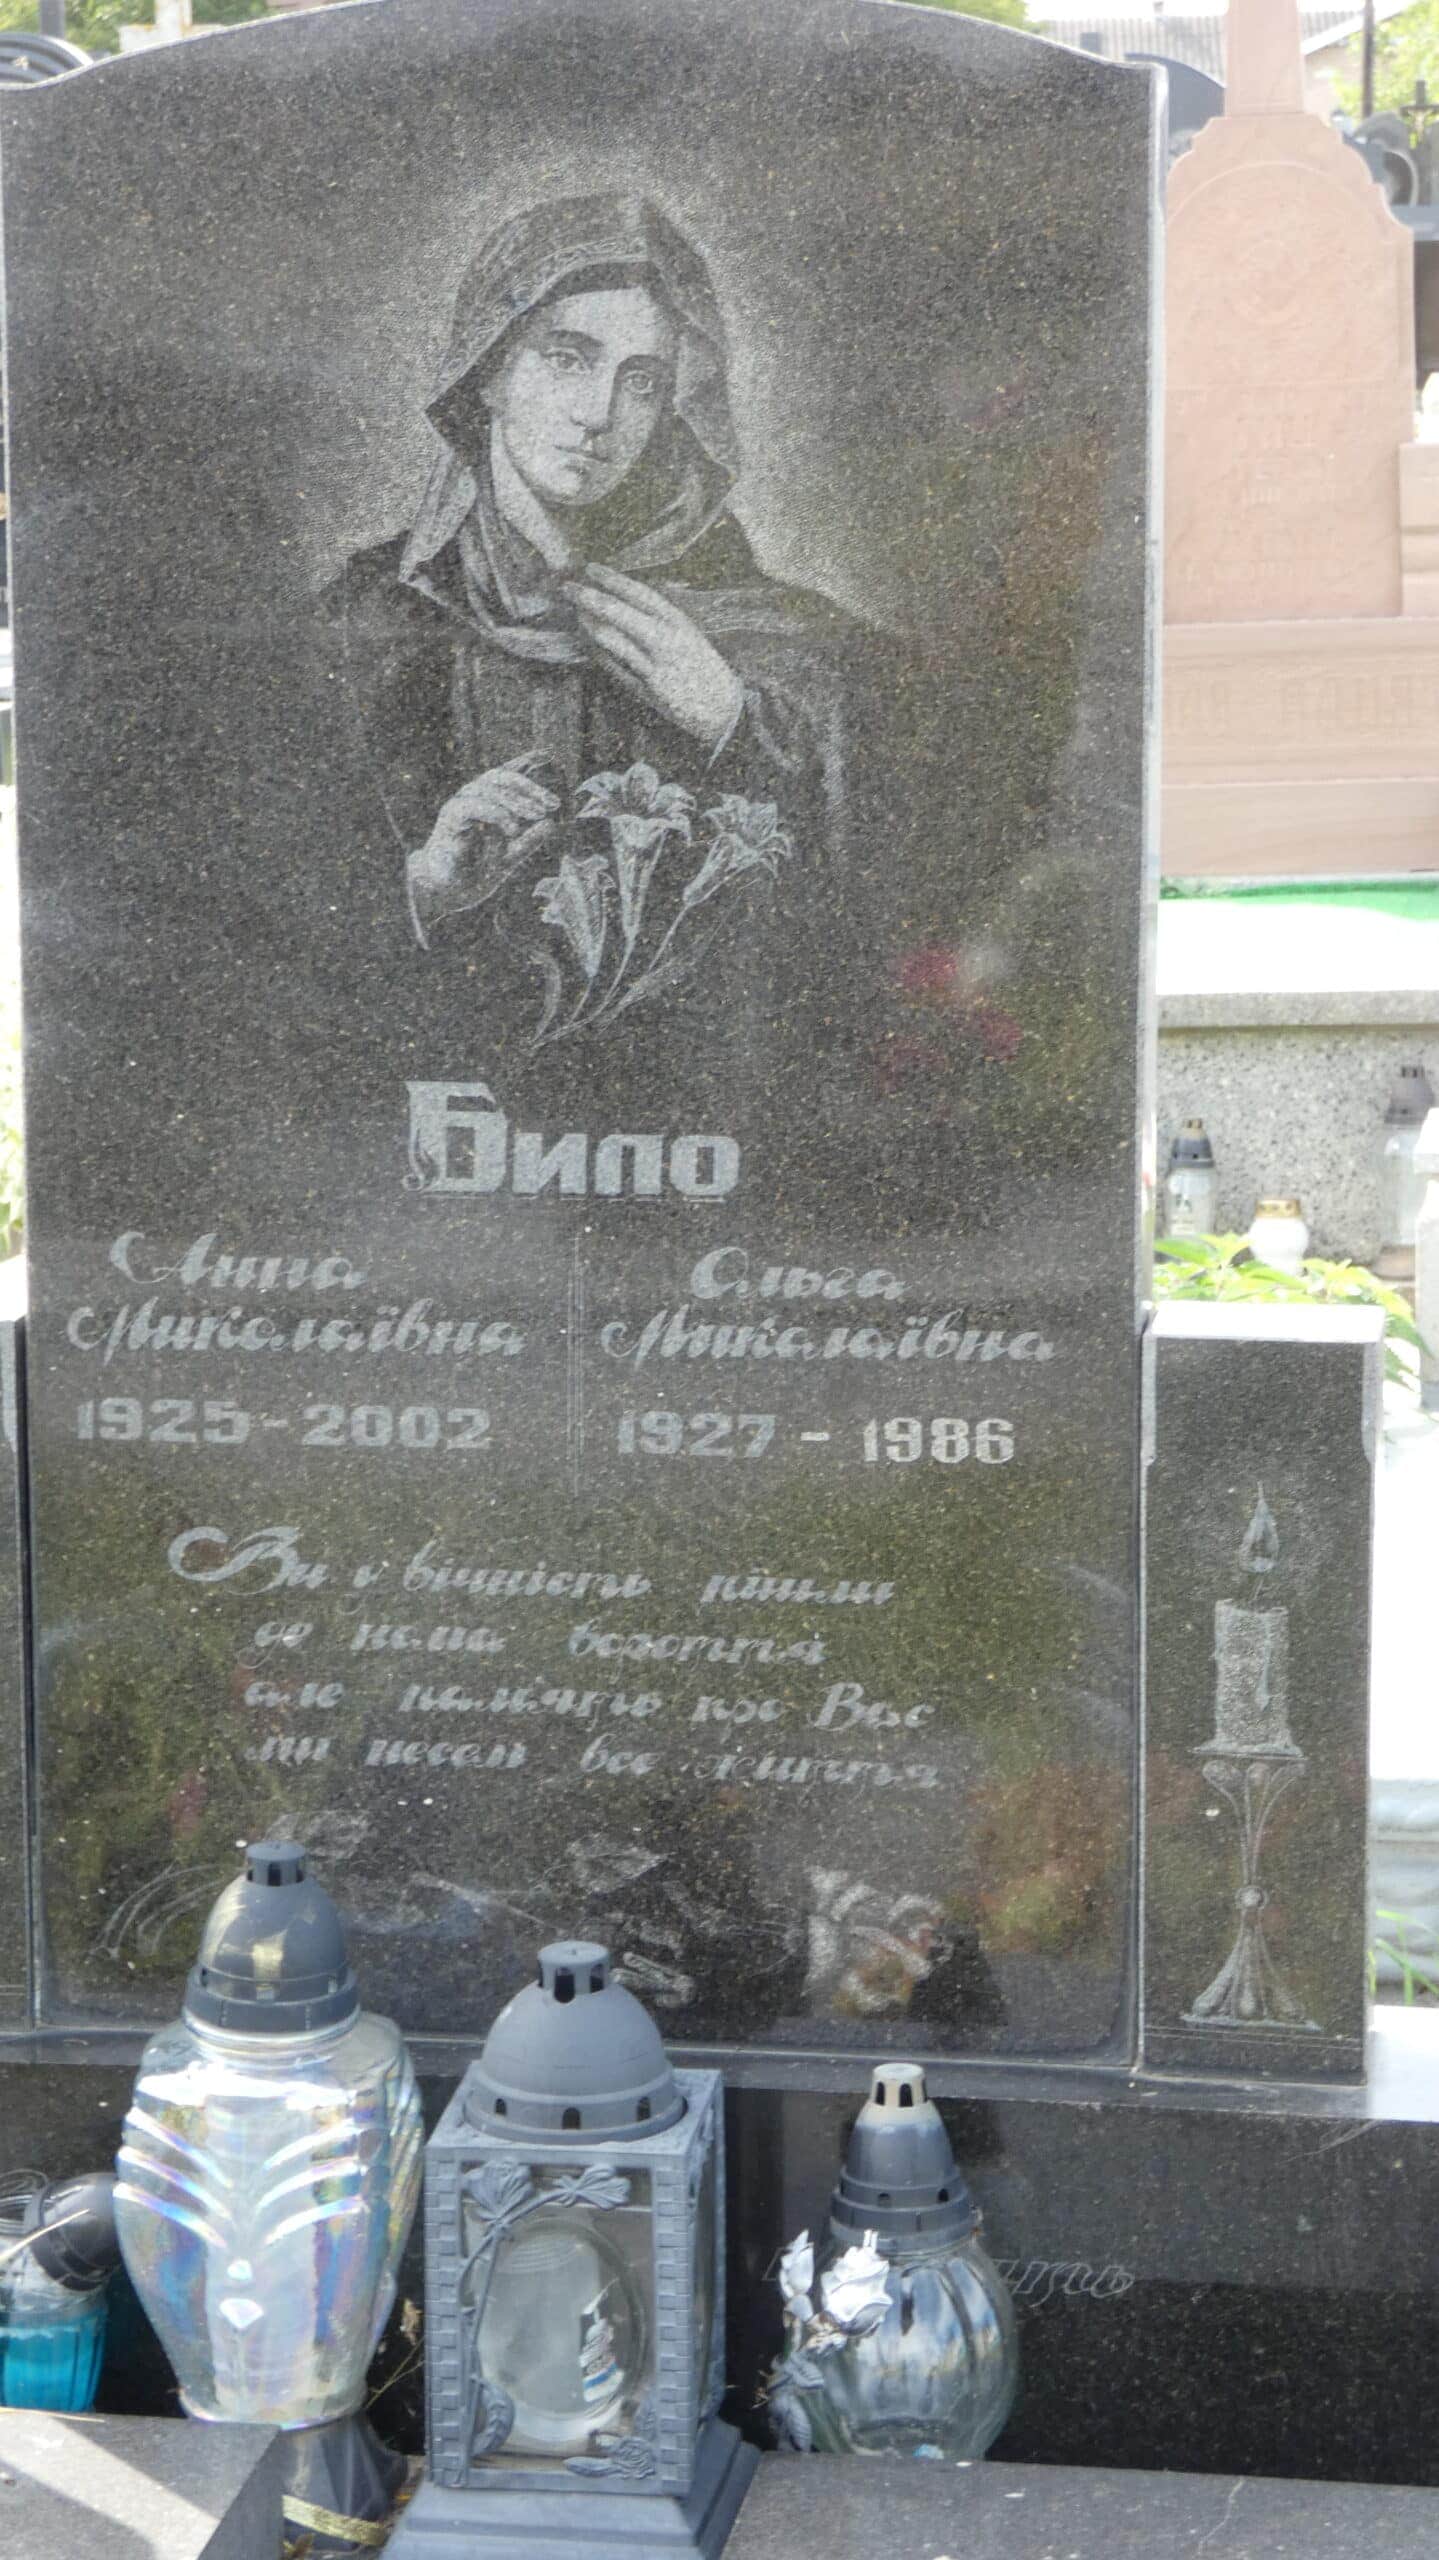 Било
Анна
Миколаївна
1925-2002
Ольга
Миколаївна
1927-1986
Ви у вічність пішли
де нема вороття
але пам'ять про Вас
ми несем все життя